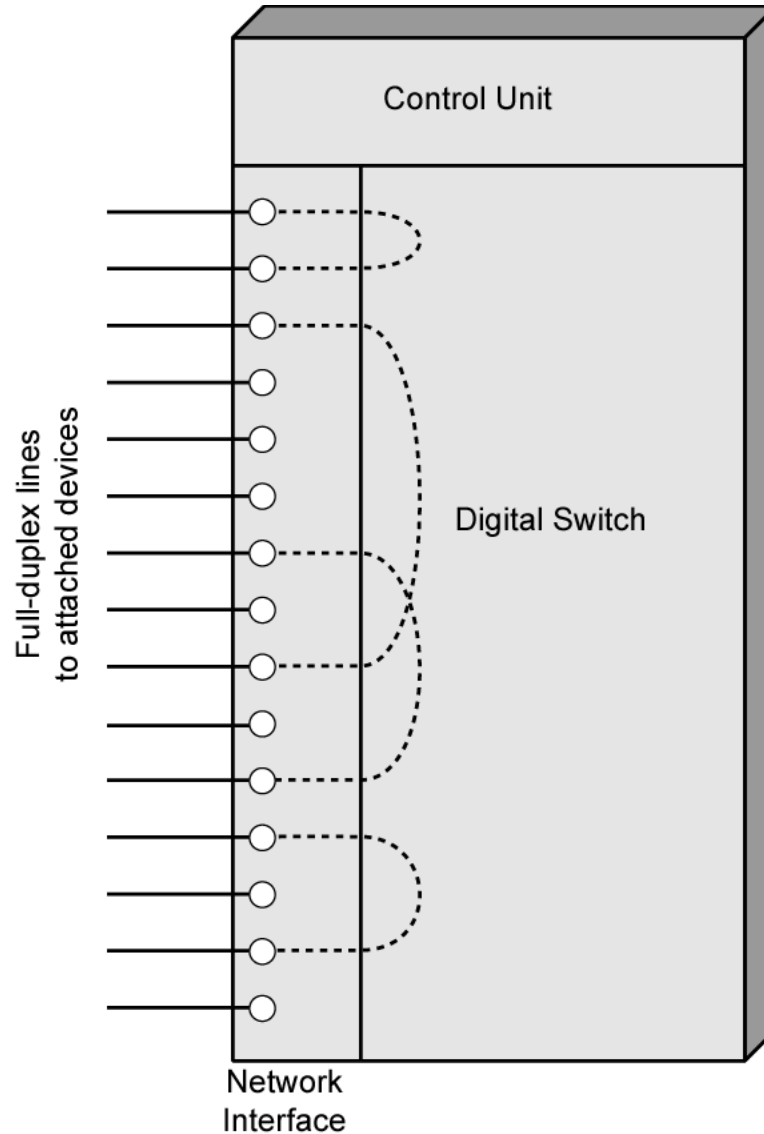 Control Unit
Full-duplex lines
to attached devices
Digital Switch
Network
Interface